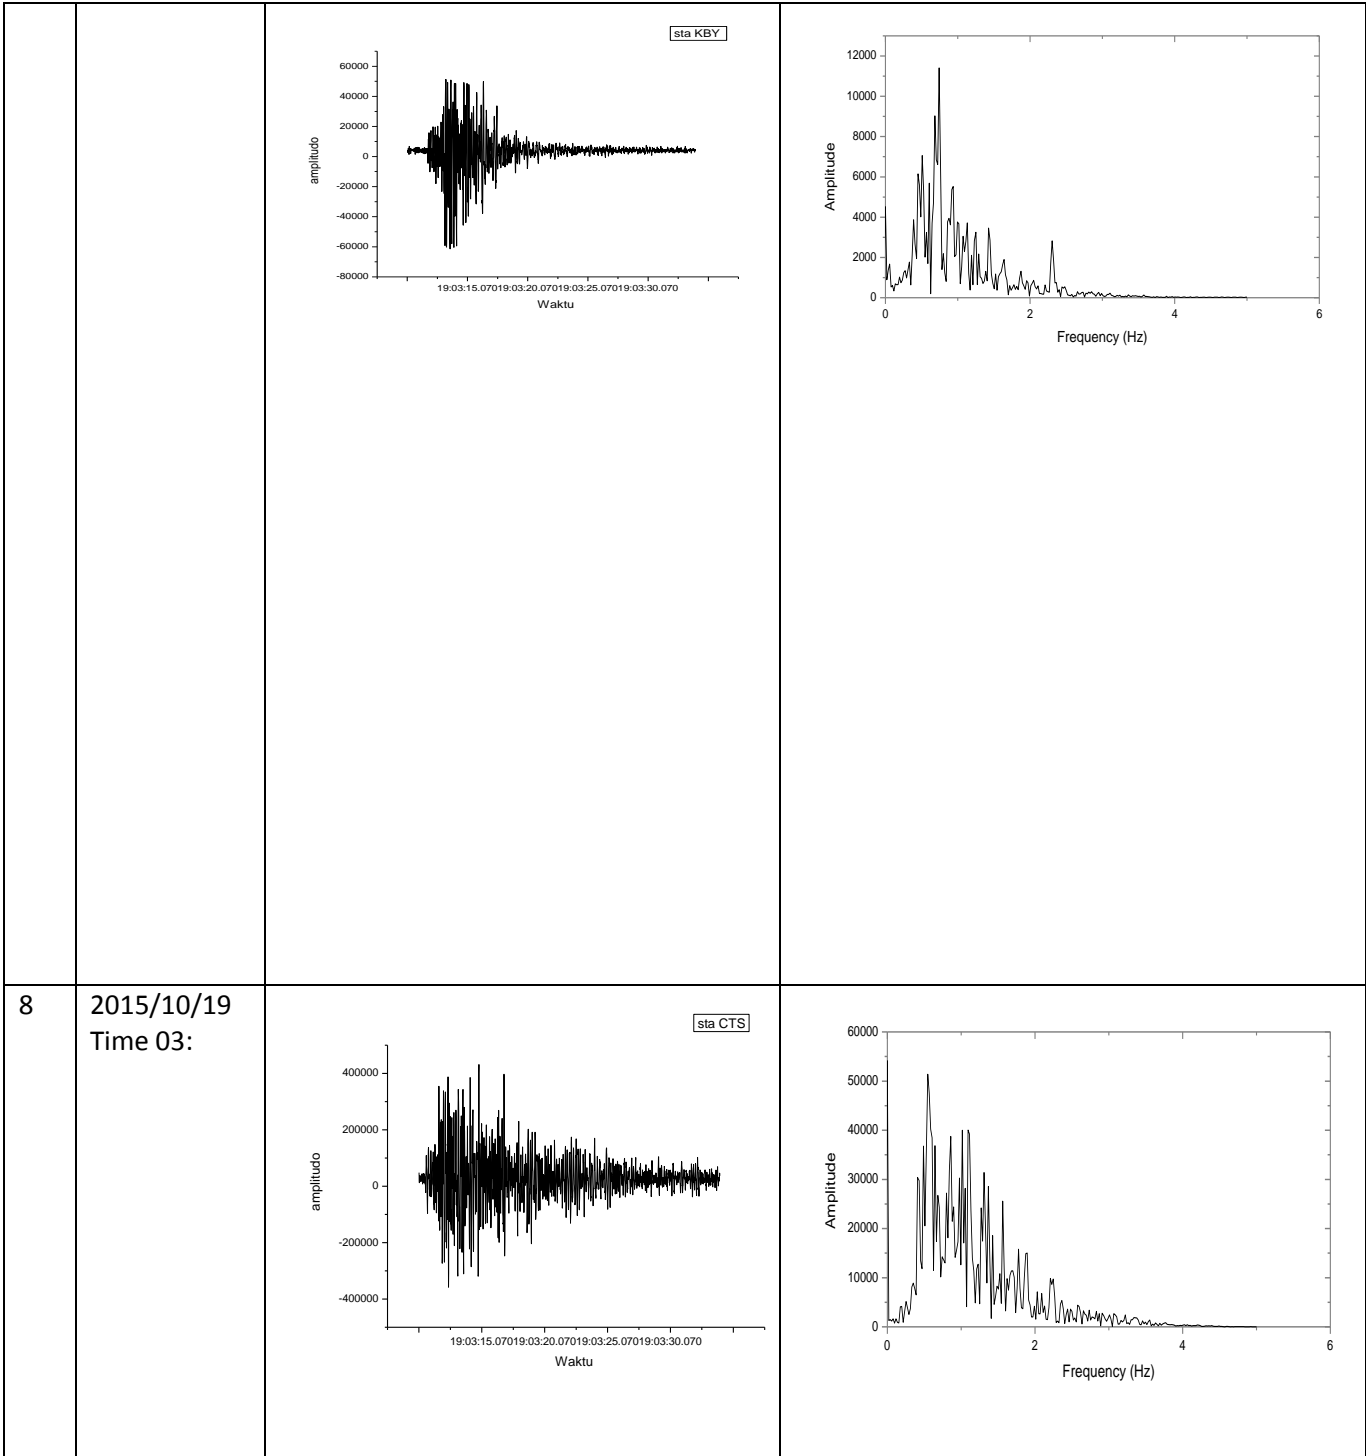 sta KBY
60000
40000
20000
0
-20000
-40000
-60000
-80000
amplitudo
19:03:15.07019:03:20.07019:03:25.07019:03:30.070
Waktu
12000
10000
8000
6000
4000
2000
0
Amplitude
0 2 4 6
Frequency (Hz)
8
2015/10/19
Time 03:
sta CTS
400000
200000
0
-200000
-400000
amplitudo
19:03:15.07019:03:20.07019:03:25.07019:03:30.070
Waktu
60000
50000
40000
30000
20000
10000
0
Amplitude
0 2 4 6
Frequency (Hz)